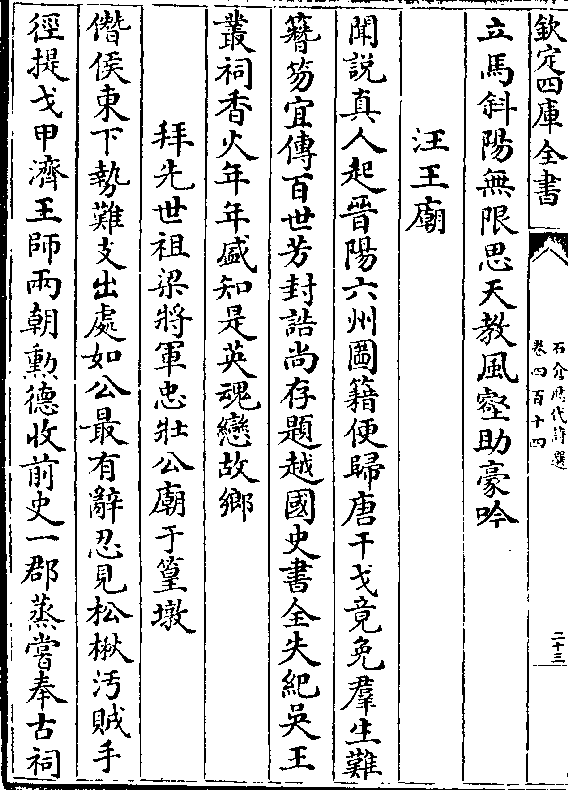 欽定四庫全書
石倉歴代詩選
卷四百十四
二十三
立馬斜陽無限思天教風壑助豪吟
汪王廟
聞說真人起晉陽六州圖籍便歸唐干戈竟免羣生難
簪笏宜傳百世芳封誥尚存題越國史書全失紀吳王
叢祠香火年年盛知是英魂戀故鄉
拜先世祖梁將軍忠壯公廟于篁墩
僭侯東下勢難支出處如公最有辭忍見松楸汚賊手
徑提戈甲濟王師兩朝勲德收前史一郡蒸嘗奉古祠